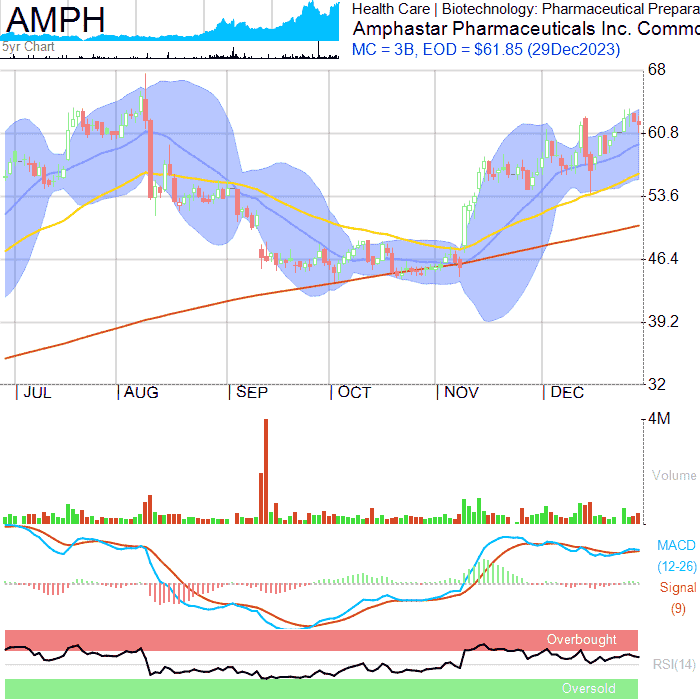 AMPH
5yr Chart
Health Care | Biotechnology: Pharmaceutical Prepara
Amphastar Pharmaceuticals Inc. Commo
MC = 3B, EOD = $61.85 (29Dec2023)
68
60.8
53.6
46.4
39.2
32
JUL AUG SEP OCT NOV DEC
4M
Volume
MACD
(12-26)
Signal
(9)
Overbought
RSI(14)
Oversold